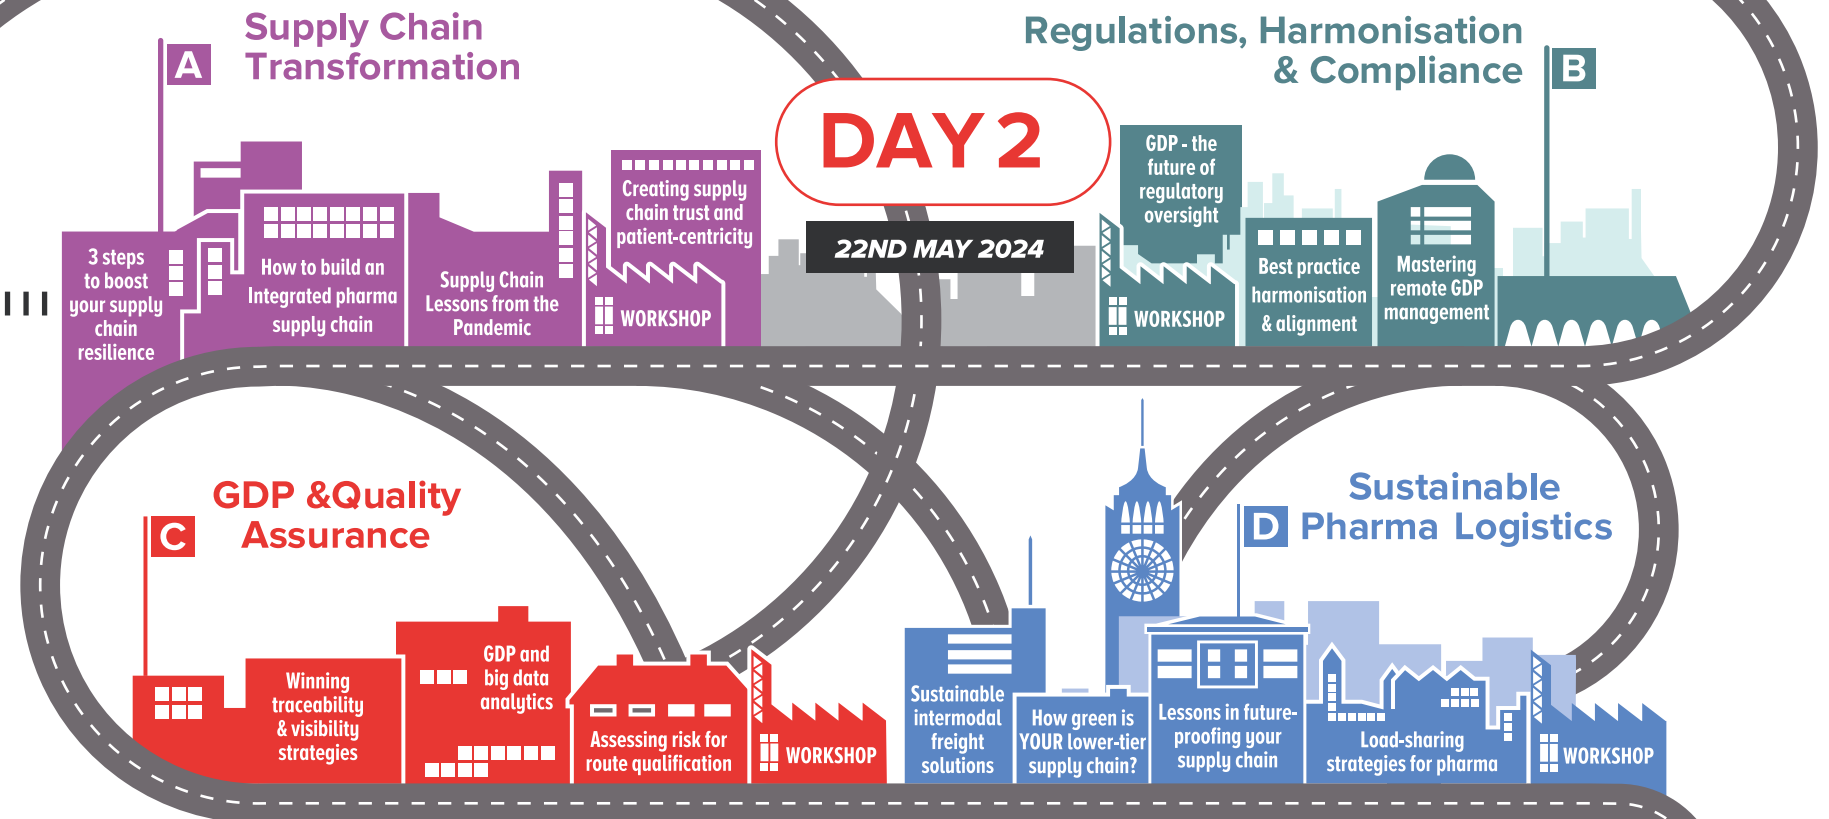 A
Supply Chain
Transformation
3 steps
to boost
your supply
chain
resilience
How to build an
Integrated pharma
supply chain
Supply Chain
Lessons from the
Pandemic
WORKSHOP
Creating supply
chain trust and
patient-centricity
DAY 2
22ND MAY 2024
Regulations, Harmonisation
& Compliance
B
GDP - the
future of
regulatory
oversight
WORKSHOP
Best practice
harmonisation
& alignment
Mastering
remote GDP
management
C
GDP &Quality
Assurance
Winning
traceability
& visibility
strategies
GDP and
big data
analytics
Assessing risk for
route qualification
WORKSHOP
D
Sustainable
Pharma Logistics
Sustainable
intermodal
freight
solutions
How green is
YOUR lower-tier
supply chain?
Lessons in future-
proofing your
supply chain
Load-sharing
strategies for pharma
WORKSHOP